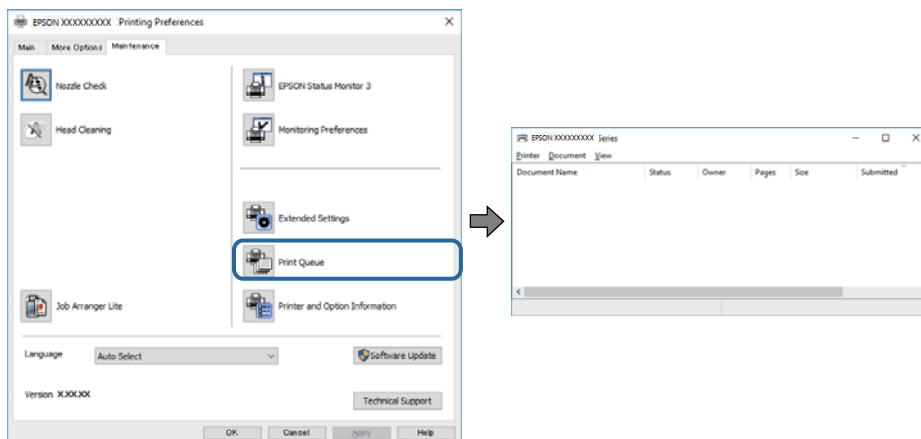 EPSON XXXXXXXXX Printing Preferences
Main More Options Maintenance
Nozzle Check
EPSON Status Monitor 3
Head Cleaning
Monitoring Preferences
Extended Settings
Print Queue
Job Arranger Lite
Printer and Option Information
Language Auto Select
Software Update
Version X.XX.XX
Technical Support
OK Cancel Apply Help
EPSON XXXXXXXXX Series
Printer Document View
Document Name Status Owner Pages Size Submitted